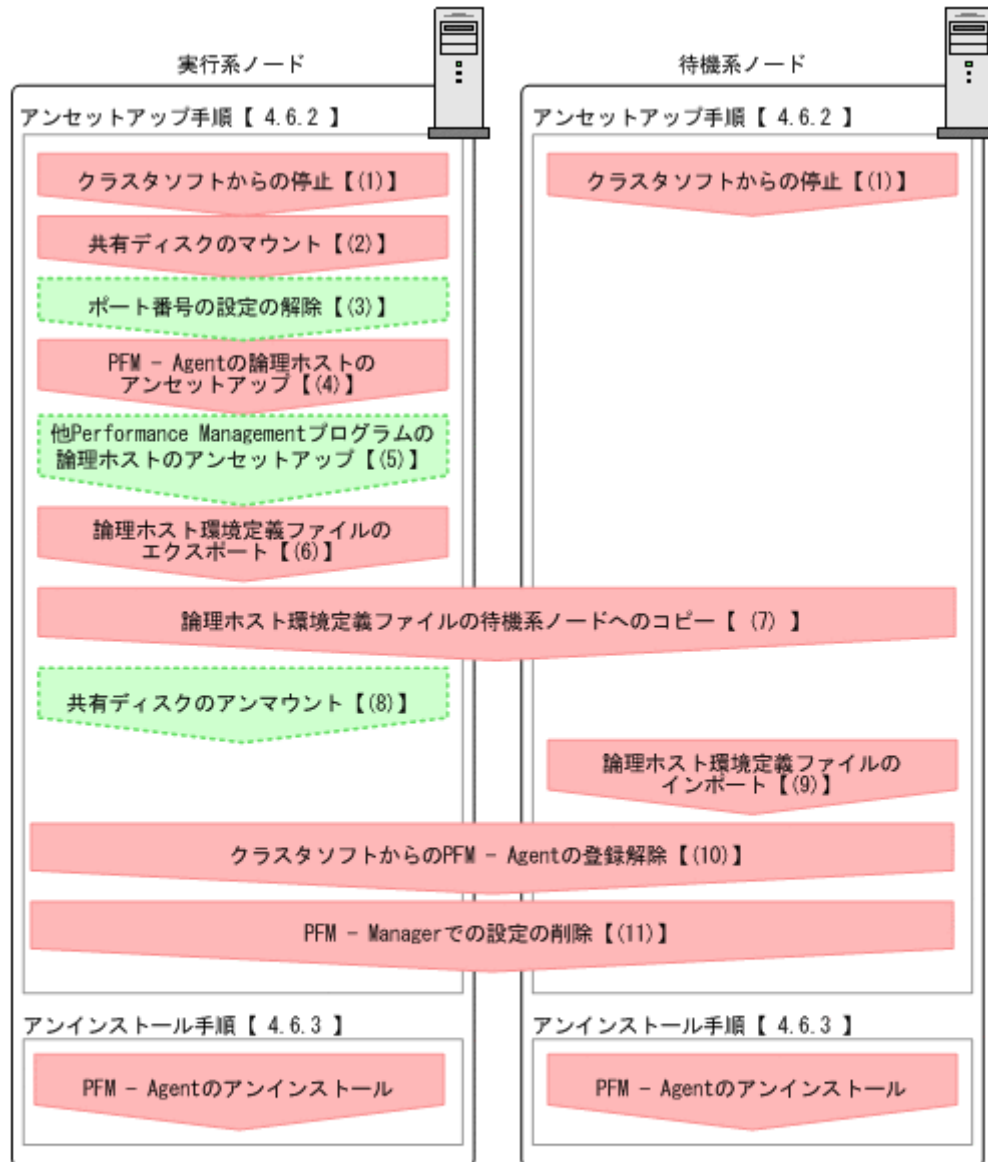 実行系ノード
待機系ノード
アンセットアップ手順【 4.6.2 】
アンセットアップ手順【 4.6.2 】
クラスタソフトからの停止【(1)】
クラスタソフトからの停止【(1)】
共有ディスクのマウント【(2)】
ポート番号の設定の解除【(3)】
PFM - Agentの論理ホストの
アンセットアップ【(4)】
他Performance Managementプログラムの
論理ホストのアンセットアップ【(5)】
論理ホスト環境定義ファイルの
エクスポート【(6)】
論理ホスト環境定義ファイルの待機系ノードへのコピー【 (7) 】
共有ディスクのアンマウント【(8)】
論理ホスト環境定義ファイルの
インポート【(9)】
クラスタソフトからのPFM - Agentの登録解除【(10)】
PFM - Managerでの設定の削除【(11)】
アンインストール手順【 4.6.3 】
アンインストール手順【 4.6.3 】
PFM - Agentのアンインストール
PFM - Agentのアンインストール